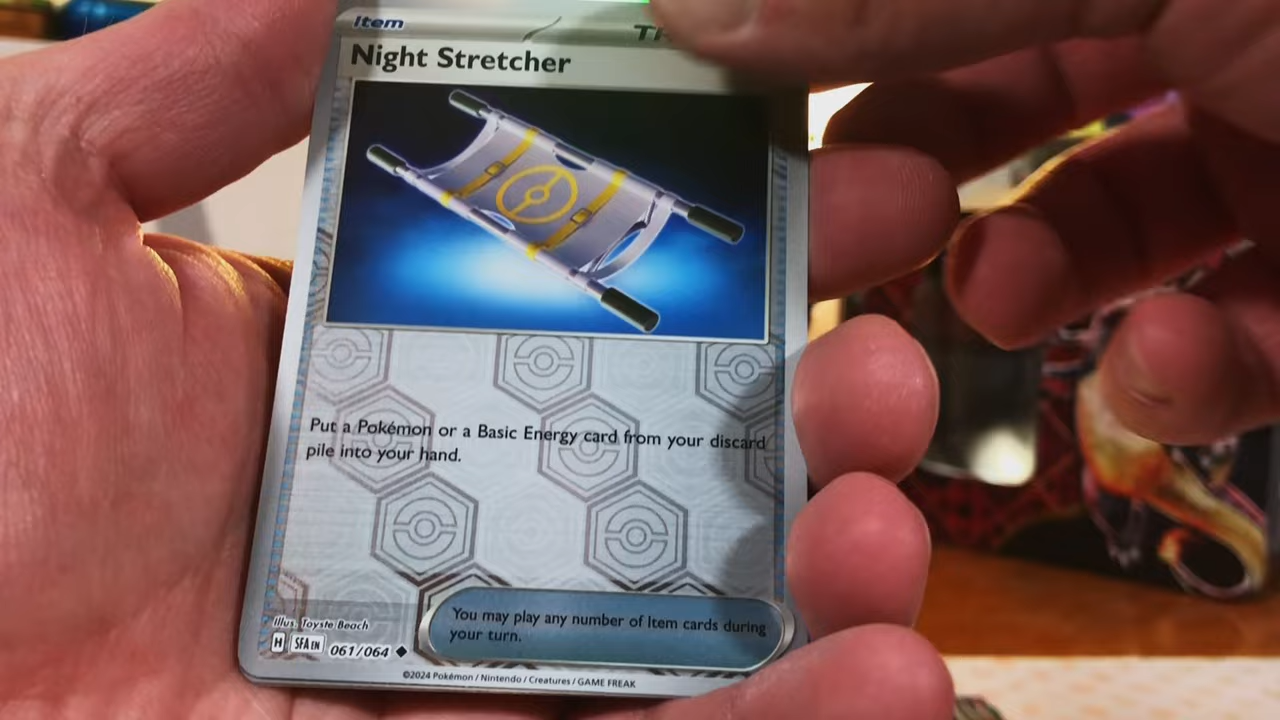 Item
Night Stretcher
Put a Pokémon or a Basic Energy card from your discard
pile into your hand.
You may play any number of Item cards during
your turn.
Illus. Toyste Beach
H SFA EN 061/064
©2024 Pokémon / Nintendo / Creatures / GAME FREAK